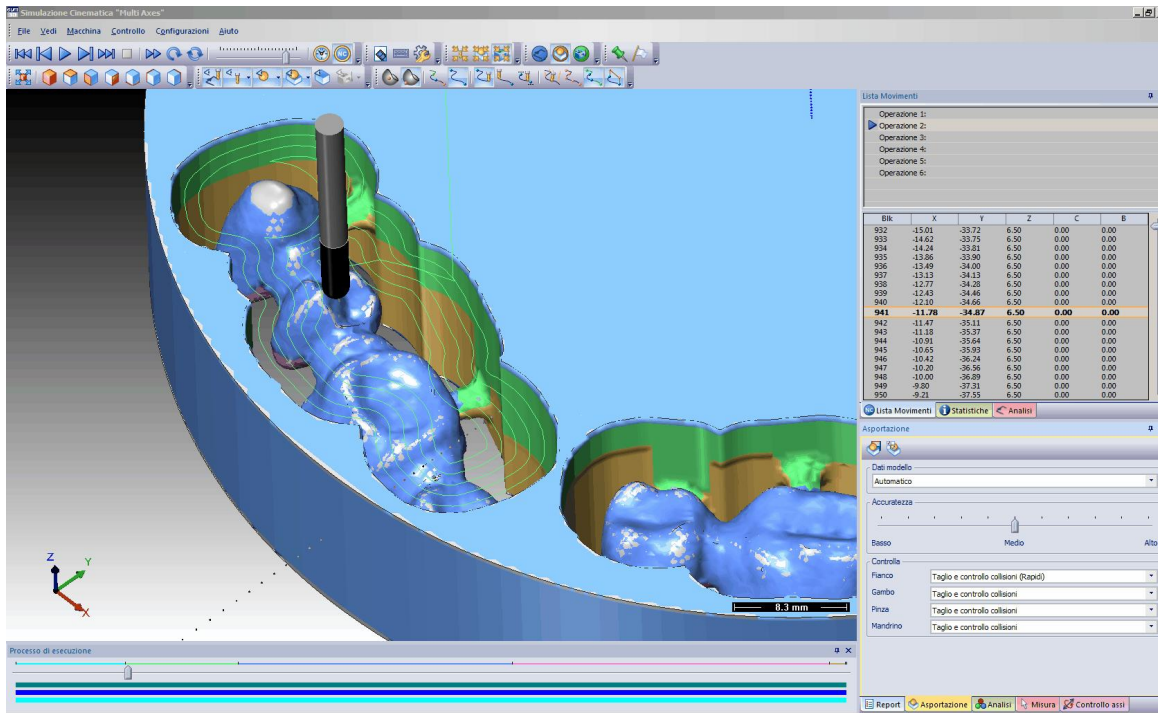 Simulazione Cinematica "Multi Axes"
File Vedi Macchina Controllo Configurazioni Aiuto
NC
Lista Movimenti
Operazione 1:
Operazione 2:
Operazione 3:
Operazione 4:
Operazione 5:
Operazione 6:
Blk X Y Z C B
932 -15.01 -33.72 6.50 0.00 0.00
933 -14.62 -33.75 6.50 0.00 0.00
934 -14.24 -33.81 6.50 0.00 0.00
935 -13.86 -33.90 6.50 0.00 0.00
936 -13.49 -34.00 6.50 0.00 0.00
937 -13.13 -34.13 6.50 0.00 0.00
938 -12.77 -34.28 6.50 0.00 0.00
939 -12.43 -34.46 6.50 0.00 0.00
940 -12.10 -34.66 6.50 0.00 0.00
941 -11.78 -34.87 6.50 0.00 0.00
942 -11.47 -35.11 6.50 0.00 0.00
943 -11.18 -35.37 6.50 0.00 0.00
944 -10.91 -35.64 6.50 0.00 0.00
945 -10.65 -35.93 6.50 0.00 0.00
946 -10.42 -36.24 6.50 0.00 0.00
947 -10.20 -36.56 6.50 0.00 0.00
948 -10.00 -36.89 6.50 0.00 0.00
949 -9.80 -37.31 6.50 0.00 0.00
950 -9.21 -37.55 6.50 0.00 0.00
NC Lista Movimenti Statistiche Analisi
Asportazione
Dati modello
Automatico
Accuratezza
Basso Medio Alto
Controlla
Fianco Taglio e controllo collisioni (Rapidi)
Gambo Taglio e controllo collisioni
Pinza Taglio e controllo collisioni
Mandrino Taglio e controllo collisioni
Z
Y
X
8.3 mm
Processo di esecuzione
Report Asportazione Analisi Misura Controllo assi